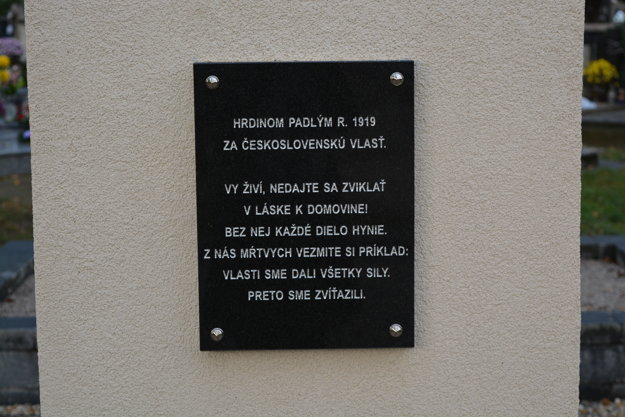 HRDINOM PADLÝM R. 1919
ZA ČESKOSLOVENSKÚ VLASŤ.
VY ŽIVÍ, NEDAJTE SA ZVIKLAŤ
V LÁSKE K DOMOVINE!
BEZ NEJ KAŽDÉ DIELO HYNIE.
Z NÁS MŔTVYCH VEZMITE SI PRÍKLAD:
VLASTI SME DALI VŠETKY SILY.
PRETO SME ZVÍŤAZILI.